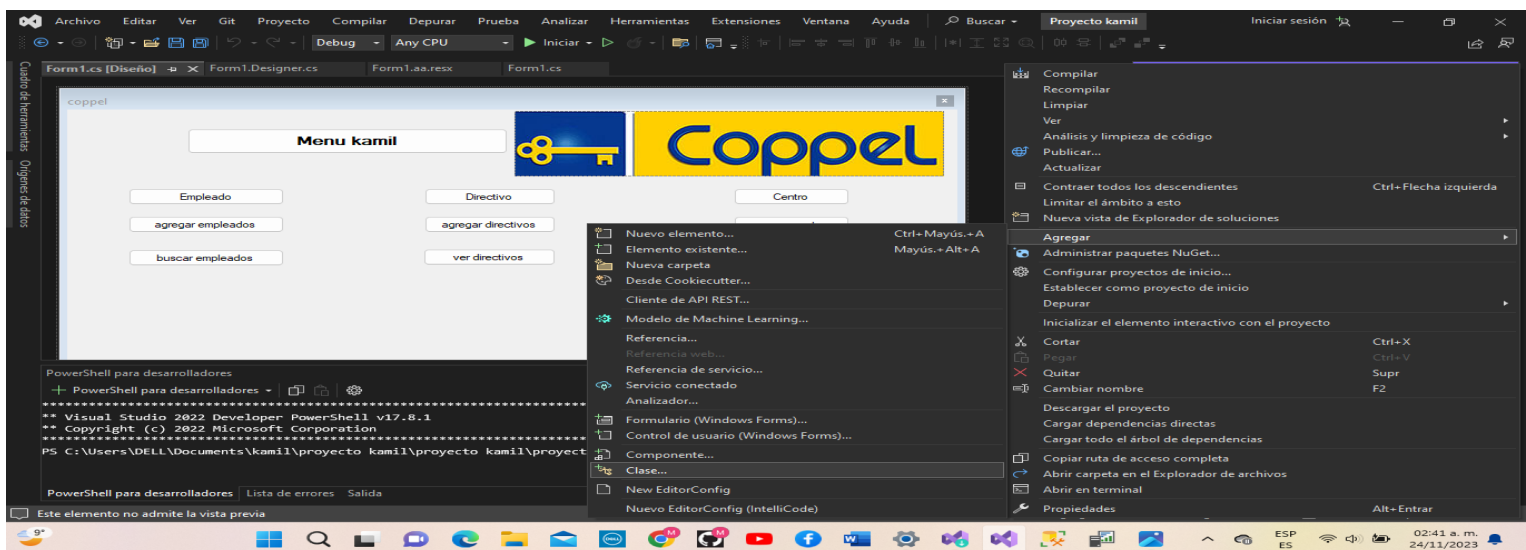 Archivo Editar Ver Git Proyecto Compilar Depurar Prueba Analizar Herramientas Extensiones Ventana Ayuda Buscar Proyecto kamil Iniciar sesión
Debug Any CPU Iniciar
Form1.cs [Diseño] Form1.Designer.cs Form1.aa.resx Form1.cs
Cuadro de herramientas
Orígenes de datos
coppel
Menu kamil
Coppel
Empleado Directivo Centro
agregar empleados agregar directivos
buscar empleados ver directivos
Nuevo elemento... Ctrl+Mayús.+A
Elemento existente... Mayús.+Alt+A
Nueva carpeta
Desde Cookiecutter...
Cliente de API REST...
Modelo de Machine Learning...
Referencia...
Referencia web...
Referencia de servicio...
Servicio conectado
Analizador...
Formulario (Windows Forms)...
Control de usuario (Windows Forms)...
Componente...
Clase...
New EditorConfig
Nuevo EditorConfig (IntelliCode)
Compilar
Recompilar
Limpiar
Ver
Análisis y limpieza de código
Publicar...
Actualizar
Contraer todos los descendientes Ctrl+Flecha izquierda
Limitar el ámbito a esto
Nueva vista de Explorador de soluciones
Agregar
Administrar paquetes NuGet...
Configurar proyectos de inicio...
Establecer como proyecto de inicio
Depurar
Inicializar el elemento interactivo con el proyecto
Cortar Ctrl+X
Pegar Ctrl+V
Quitar Supr
Cambiar nombre F2
Descargar el proyecto
Cargar dependencias directas
Cargar todo el árbol de dependencias
Copiar ruta de acceso completa
Abrir carpeta en el Explorador de archivos
Abrir en terminal
Propiedades Alt+Entrar
PowerShell para desarrolladores
+ PowerShell para desarrolladores
** Visual Studio 2022 Developer PowerShell v17.8.1
** Copyright (c) 2022 Microsoft Corporation
PS C:\Users\DELL\Documents\kamil\proyecto kamil\proyecto kamil\proyect
PowerShell para desarrolladores Lista de errores Salida
Este elemento no admite la vista previa
9°
ESP
ES
02:41 a. m.
24/11/2023